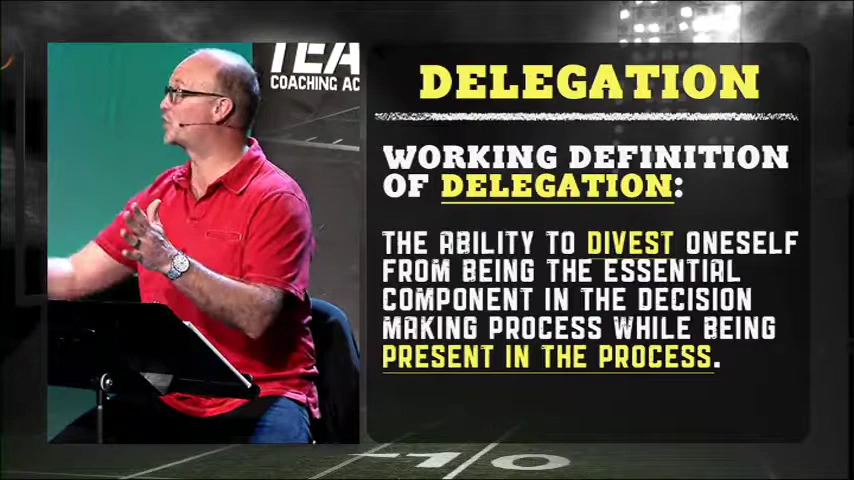 TEA
COACHING AC
DELEGATION
WORKING DEFINITION
OF DELEGATION:
THE ABILITY TO DIVEST ONESELF
FROM BEING THE ESSENTIAL
COMPONENT IN THE DECISION
MAKING PROCESS WHILE BEING
PRESENT IN THE PROCESS.
10